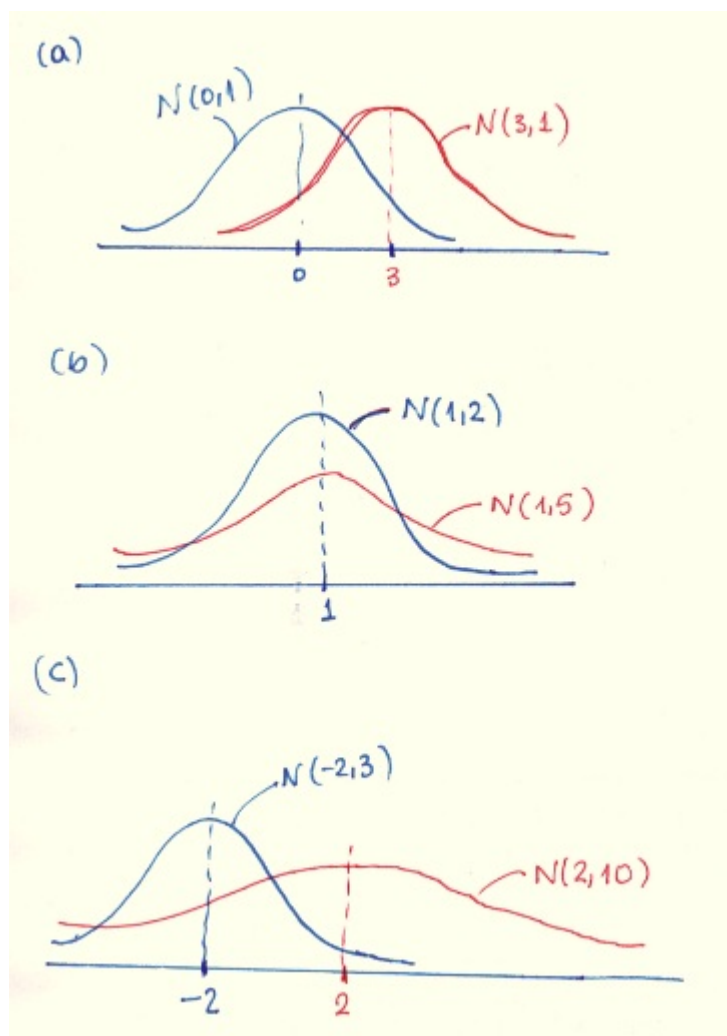 (a)
N(0,1)
N(3,1)
0 3
(b)
N(1,2)
N(1,5)
1
(c)
N(-2,3)
N(2,10)
-2 2